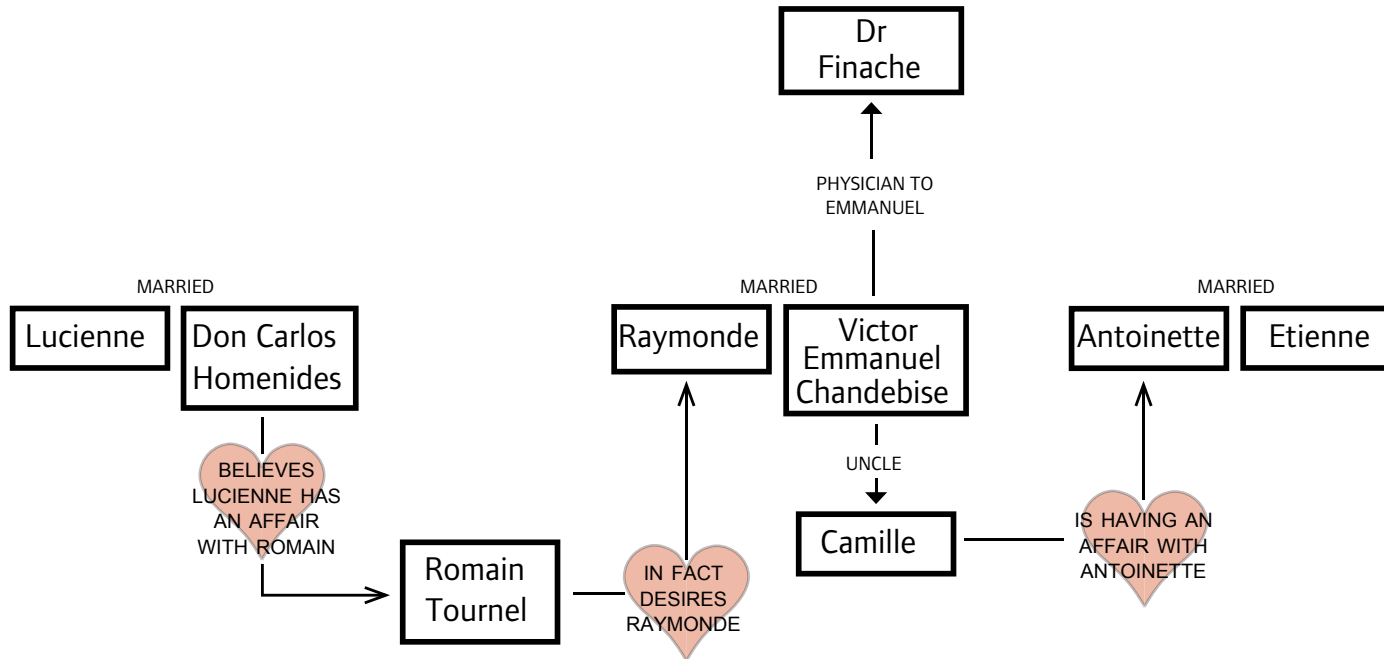 Dr
Finache
PHYSICIAN TO
EMMANUEL
MARRIED
Lucienne
Don Carlos
Homenides
MARRIED
Raymonde
Victor
Emmanuel
Chandebise
MARRIED
Antoinette
Etienne
BELIEVES
LUCIENNE HAS
AN AFFAIR
WITH ROMAIN
Romain
Tournel
IN FACT
DESIRES
RAYMONDE
UNCLE
Camille
IS HAVING AN
AFFAIR WITH
ANTOINETTE